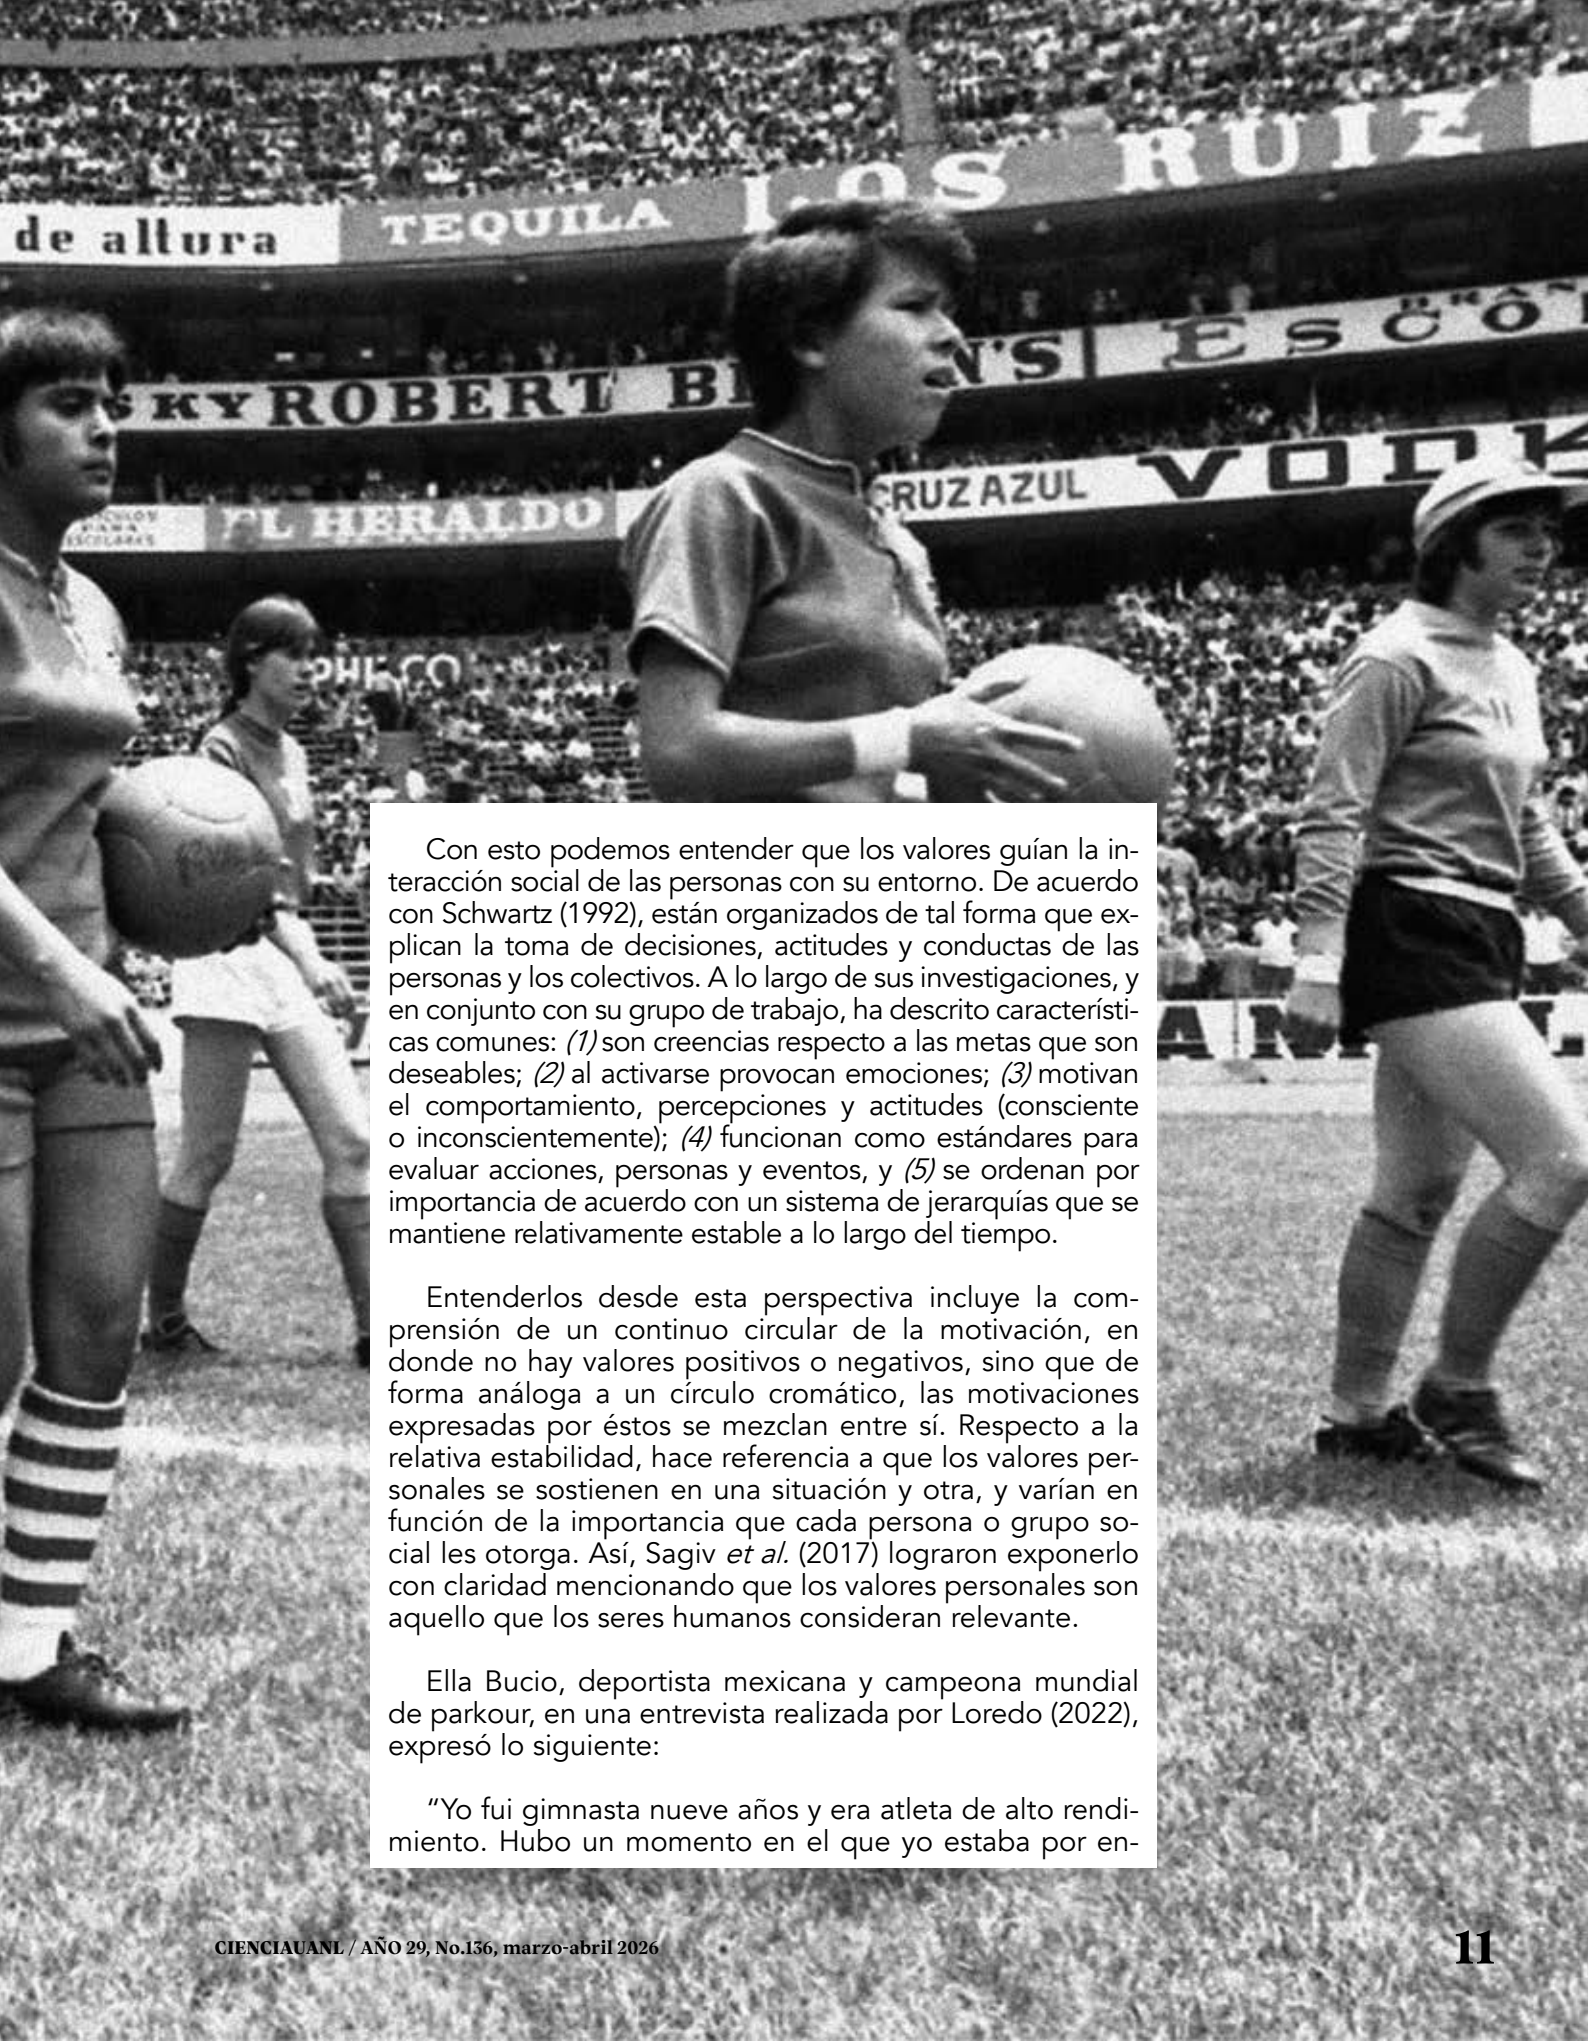 de altura
TEQUILA LOS RUIZ
SKY ROBERT
N'S ESCO
EL HERALDO
CRUZ AZUL VODK
ESCOLARES
PHILCO
Con esto podemos entender que los valores guían la in-
teracción social de las personas con su entorno. De acuerdo
con Schwartz (1992), están organizados de tal forma que ex-
plican la toma de decisiones, actitudes y conductas de las
personas y los colectivos. A lo largo de sus investigaciones, y
en conjunto con su grupo de trabajo, ha descrito característi-
cas comunes: (1) son creencias respecto a las metas que son
deseables; (2) al activarse provocan emociones; (3) motivan
el comportamiento, percepciones y actitudes (consciente
o inconscientemente); (4) funcionan como estándares para
evaluar acciones, personas y eventos, y (5) se ordenan por
importancia de acuerdo con un sistema de jerarquías que se
mantiene relativamente estable a lo largo del tiempo.
Entenderlos desde esta perspectiva incluye la com-
prensión de un continuo circular de la motivación, en
donde no hay valores positivos o negativos, sino que de
forma análoga a un círculo cromático, las motivaciones
expresadas por éstos se mezclan entre sí. Respecto a la
relativa estabilidad, hace referencia a que los valores per-
sonales se sostienen en una situación y otra, y varían en
función de la importancia que cada persona o grupo so-
cial les otorga. Así, Sagiv et al. (2017) lograron exponerlo
con claridad mencionando que los valores personales son
aquello que los seres humanos consideran relevante.
Ella Bucio, deportista mexicana y campeona mundial
de parkour, en una entrevista realizada por Loredo (2022),
expresó lo siguiente:
“Yo fui gimnasta nueve años y era atleta de alto rendi-
miento. Hubo un momento en el que yo estaba por en-
CIENCIAUANL / AÑO 29, No.136, marzo-abril 2026
11